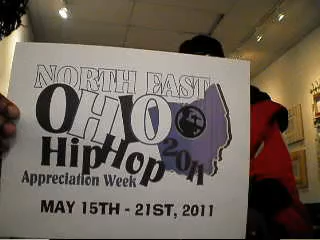 NORTH EAST
OHIO
Hip Hop
2011
Appreciation Week
MAY 15TH - 21ST, 2011